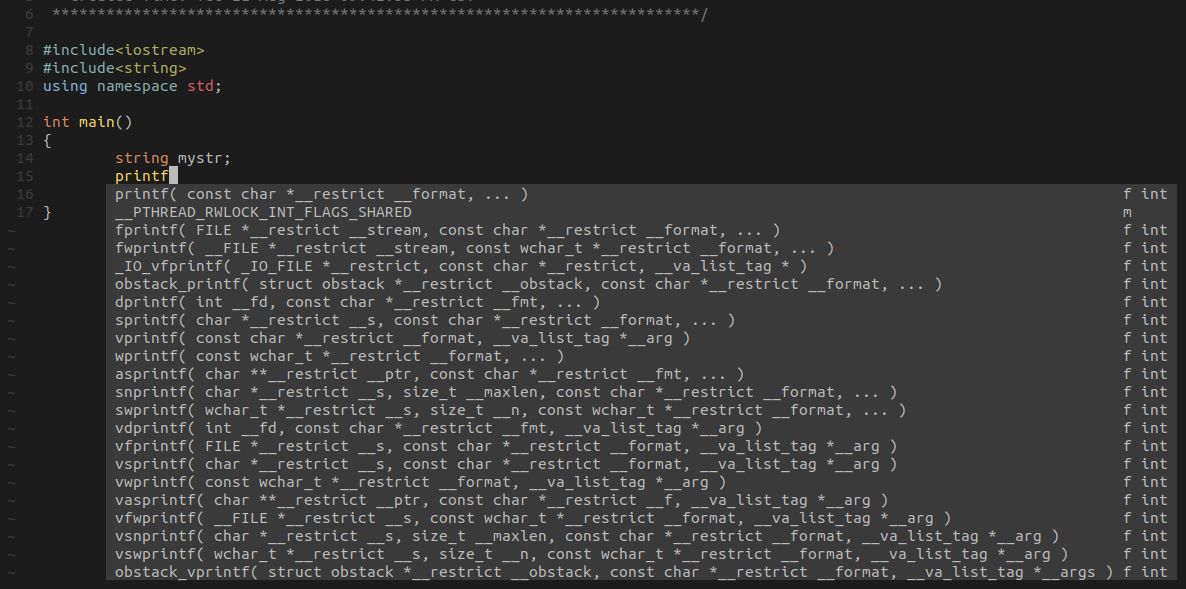 6 ************************************************************************/
7
8 #include<iostream>
9 #include<string>
10 using namespace std;
11
12 int main()
13 {
14 string mystr;
15 printf
16 printf( const char *__restrict __format, ... ) f int
17 } __PTHREAD_RWLOCK_INT_FLAGS_SHARED m
~ fprintf( FILE *__restrict __stream, const char *__restrict __format, ... ) f int
~ fwprintf( __FILE *__restrict __stream, const wchar_t *__restrict __format, ... ) f int
~ _IO_vfprintf( _IO_FILE *__restrict, const char *__restrict, __va_list_tag * ) f int
~ obstack_printf( struct obstack *__restrict __obstack, const char *__restrict __format, ... ) f int
~ dprintf( int __fd, const char *__restrict __fmt, ... ) f int
~ sprintf( char *__restrict __s, const char *__restrict __format, ... ) f int
~ vprintf( const char *__restrict __format, __va_list_tag *__arg ) f int
~ wprintf( const wchar_t *__restrict __format, ... ) f int
~ asprintf( char **__restrict __ptr, const char *__restrict __fmt, ... ) f int
~ snprintf( char *__restrict __s, size_t __maxlen, const char *__restrict __format, ... ) f int
~ swprintf( wchar_t *__restrict __s, size_t __n, const wchar_t *__restrict __format, ... ) f int
~ vdprintf( int __fd, const char *__restrict __fmt, __va_list_tag *__arg ) f int
~ vfprintf( FILE *__restrict __s, const char *__restrict __format, __va_list_tag *__arg ) f int
~ vsprintf( char *__restrict __s, const char *__restrict __format, __va_list_tag *__arg ) f int
~ vwprintf( const wchar_t *__restrict __format, __va_list_tag *__arg ) f int
~ vasprintf( char **__restrict __ptr, const char *__restrict __f, __va_list_tag *__arg ) f int
~ vfwprintf( __FILE *__restrict __s, const wchar_t *__restrict __format, __va_list_tag *__arg ) f int
~ vsnprintf( char *__restrict __s, size_t __maxlen, const char *__restrict __format, __va_list_tag *__arg ) f int
~ vswprintf( wchar_t *__restrict __s, size_t __n, const wchar_t *__restrict __format, __va_list_tag *__arg ) f int
~ obstack_vprintf( struct obstack *__restrict __obstack, const char *__restrict __format, __va_list_tag *__args ) f int